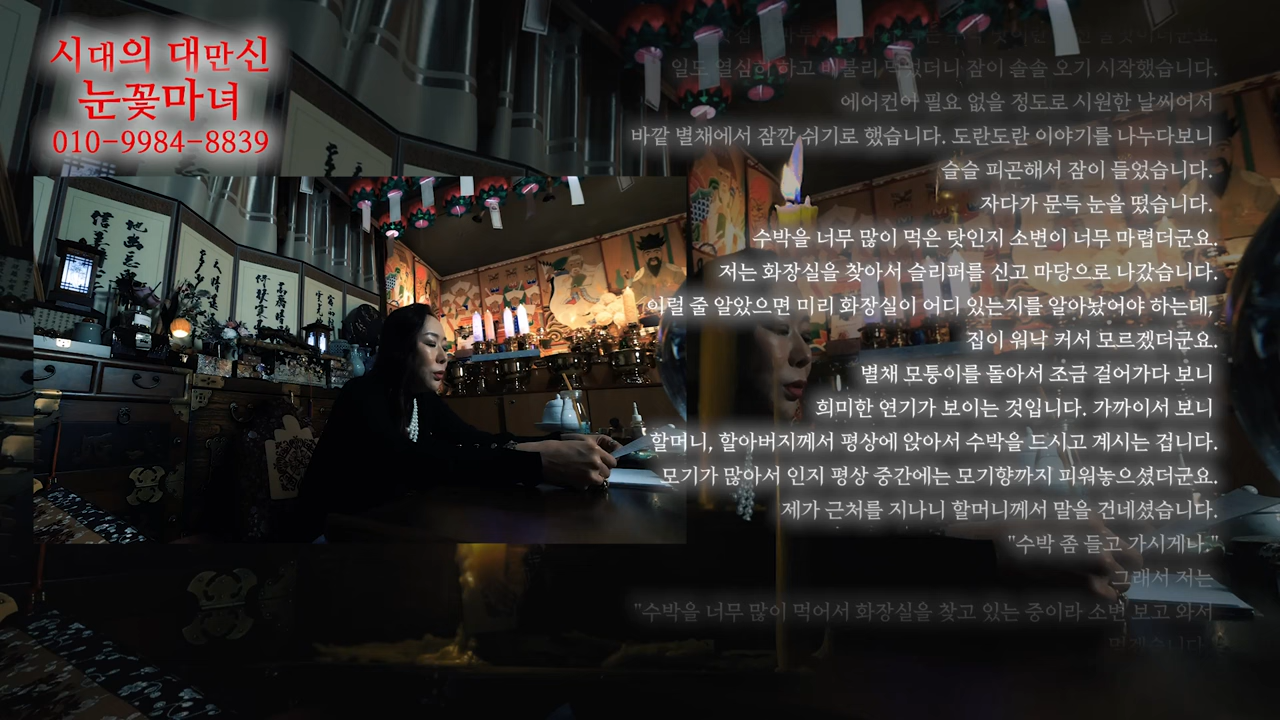 시대의 대만신
눈꽃마녀
010-9984-8839
일도 열심히 하고 배불리 먹었더니 잠이 솔솔 오기 시작했습니다.
에어컨이 필요 없을 정도로 시원한 날씨어서
바깥 별채에서 잠깐 쉬기로 했습니다. 도란도란 이야기를 나누다보니
슬슬 피곤해서 잠이 들었습니다.
자다가 문득 눈을 떴습니다.
수박을 너무 많이 먹은 탓인지 소변이 너무 마렵더군요.
저는 화장실을 찾아서 슬리퍼를 신고 마당으로 나갔습니다.
이럴 줄 알았으면 미리 화장실이 어디 있는지를 알아놨어야 하는데,
집이 워낙 커서 모르겠더군요.
별채 모퉁이를 돌아서 조금 걸어가다 보니
희미한 연기가 보이는 것입니다. 가까이서 보니
할머니, 할아버지께서 평상에 앉아서 수박을 드시고 계시는 겁니다.
모기가 많아서 인지 평상 중간에는 모기향까지 피워놓으셨더군요.
제가 근처를 지나니 할머니께서 말을 건네셨습니다.
"수박 좀 들고 가시게나."
그래서 저는
"수박을 너무 많이 먹어서 화장실을 찾고 있는 중이라 소변 보고 와서
먹겠습니다."